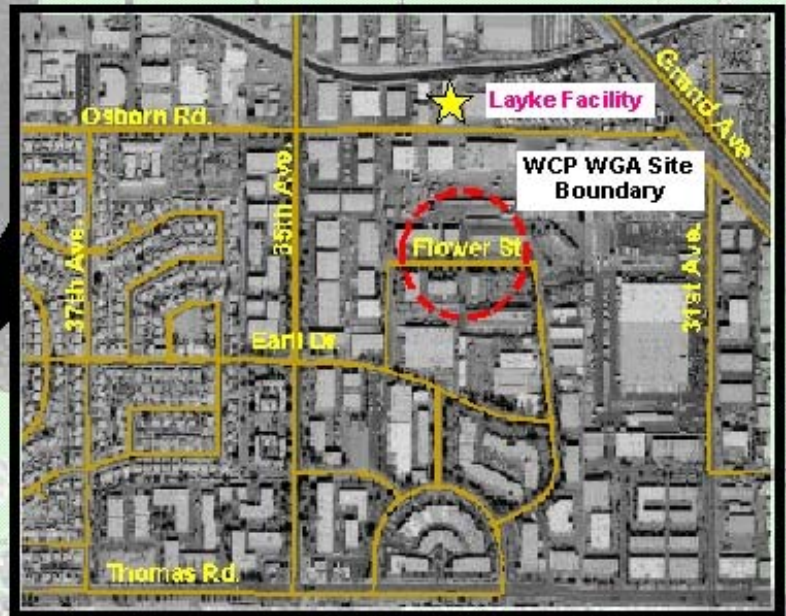 Grand Ave.
Layke Facility
Osborn Rd.
WCP WGA Site
Boundary
35th Ave.
Flower St.
37th Ave.
31st Ave.
Earll Dr.
Thomas Rd.